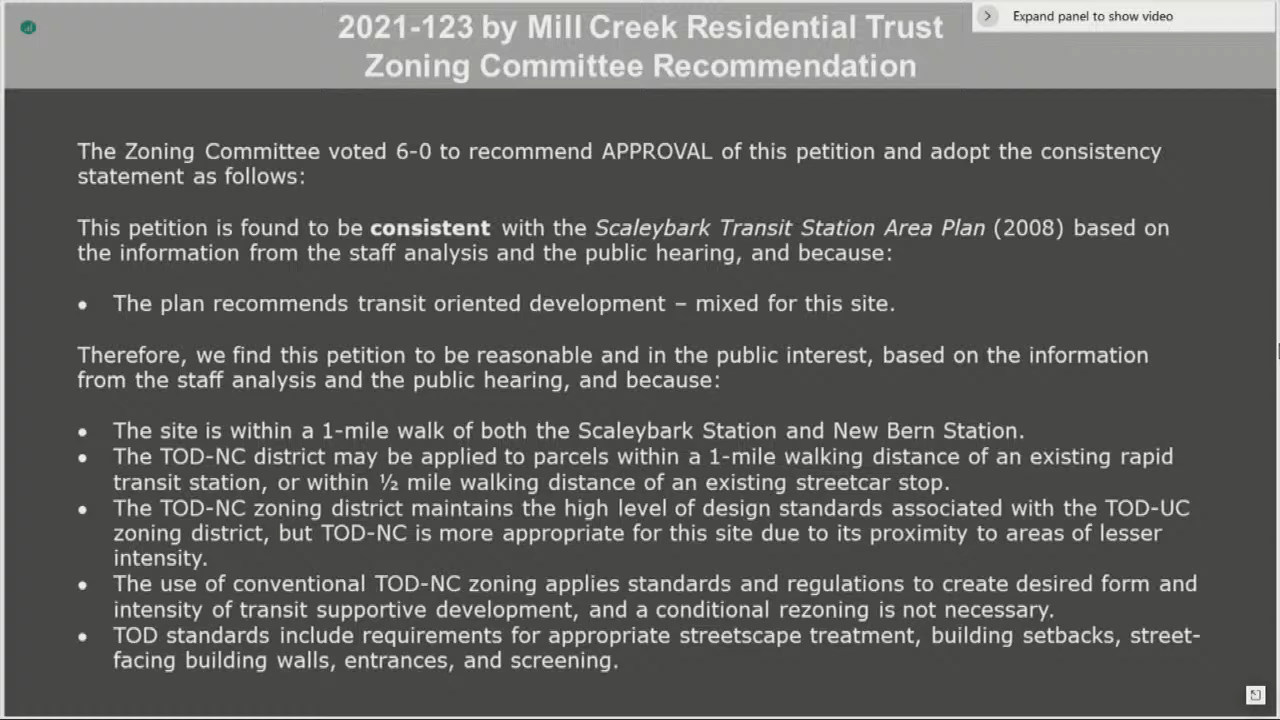 2021-123 by Mill Creek Residential Trust
Zoning Committee Recommendation
Expand panel to show video
The Zoning Committee voted 6-0 to recommend APPROVAL of this petition and adopt the consistency
statement as follows:
This petition is found to be consistent with the Scaleybark Transit Station Area Plan (2008) based on
the information from the staff analysis and the public hearing, and because:
• The plan recommends transit oriented development – mixed for this site.
Therefore, we find this petition to be reasonable and in the public interest, based on the information
from the staff analysis and the public hearing, and because:
• The site is within a 1-mile walk of both the Scaleybark Station and New Bern Station.
• The TOD-NC district may be applied to parcels within a 1-mile walking distance of an existing rapid
transit station, or within ½ mile walking distance of an existing streetcar stop.
• The TOD-NC zoning district maintains the high level of design standards associated with the TOD-UC
zoning district, but TOD-NC is more appropriate for this site due to its proximity to areas of lesser
intensity.
• The use of conventional TOD-NC zoning applies standards and regulations to create desired form and
intensity of transit supportive development, and a conditional rezoning is not necessary.
• TOD standards include requirements for appropriate streetscape treatment, building setbacks, street-
facing building walls, entrances, and screening.